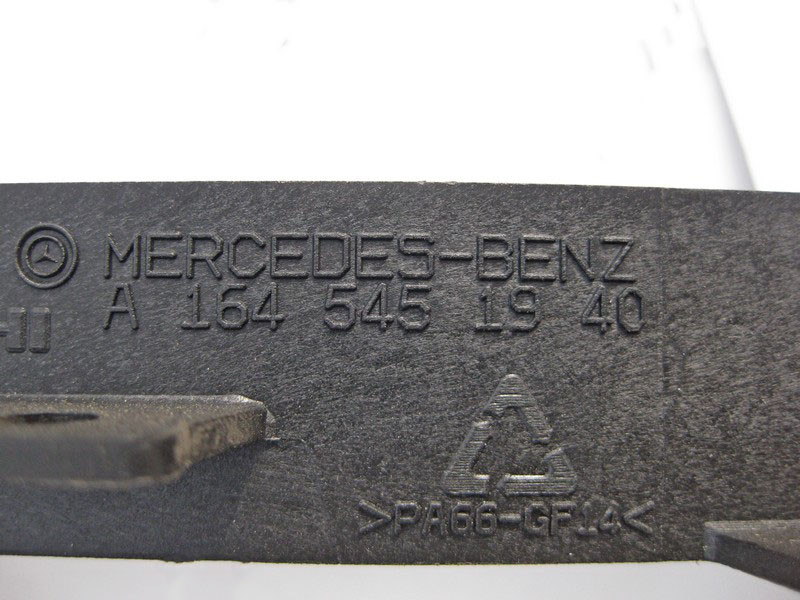 MERCEDES-BENZ
A 164 545 19 40
>PA66-GF14<